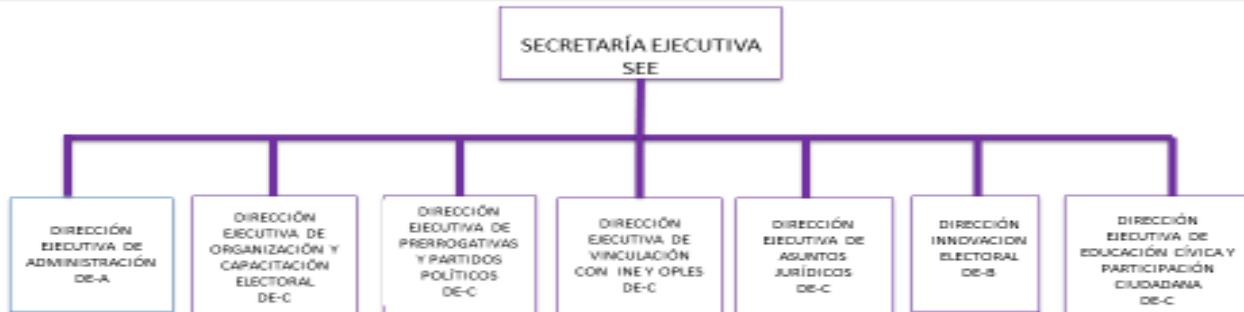 SECRETARÍA EJECUTIVA
SEE
DIRECCIÓN
EJECUTIVA DE
ADMINISTRACIÓN
DE-A
DIRECCIÓN
EJECUTIVA DE
ORGANIZACIÓN Y
CAPACITACIÓN
ELECTORAL
DE-C
DIRECCIÓN
EJECUTIVA DE
PRERROGATIVAS
Y PARTIDOS
POLÍTICOS
DE-C
DIRECCIÓN
EJECUTIVA DE
VINCULACIÓN
CON INE Y OPLES
DE-C
DIRECCIÓN
EJECUTIVA DE
ASUNTOS
JURÍDICOS
DE-C
DIRECCIÓN
INNOVACION
ELECTORAL
DE-B
DIRECCIÓN
EJECUTIVA DE
EDUCACIÓN CÍVICA Y
PARTICIPACIÓN
CIUDADANA
DE-C